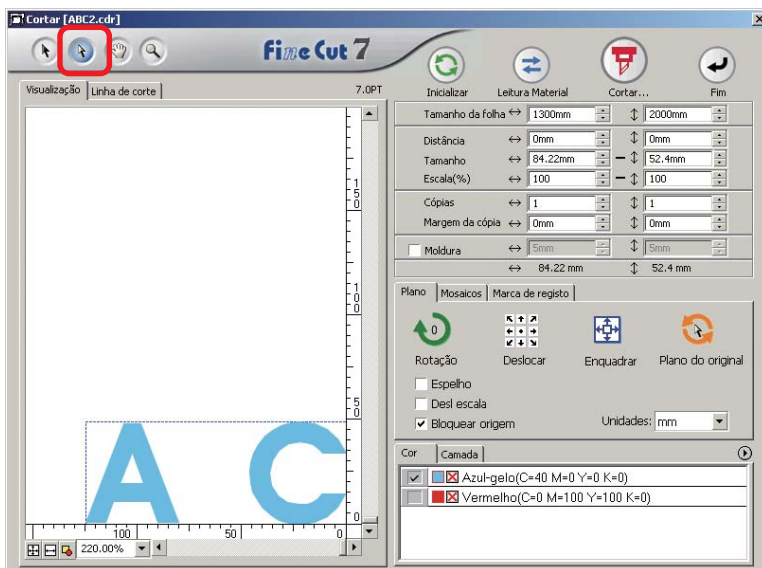 Cortar [ABC2.cdr]
Fine Cut 7
Inicializar Leitura Material Cortar... Fim
Visualização Linha de corte 7.0PT
Tamanho da folha 1300mm 2000mm
Distância 0mm 0mm
Tamanho 84.22mm 52.4mm
Escala(%) 100 100
Cópias 1 1
Margem da cópia 0mm 0mm
Moldura 5mm 5mm
84.22 mm 52.4 mm
Plano Mosaicos Marca de registo
0
Rotação Deslocar Enquadrar Plano do original
Espelho
Desl escala
Bloquear origem Unidades: mm
Cor Camada
Azul-gelo(C=40 M=0 Y=0 K=0)
Vermelho(C=0 M=100 Y=100 K=0)
150
100
50
0
A C
100 50 0
220.00%